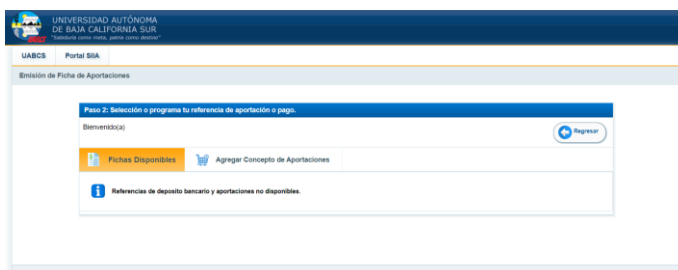 UNIVERSIDAD AUTÓNOMA
DE BAJA CALIFORNIA SUR
"Sabiduría como meta, patria como destino"
UABCS Portal SIIA
Emisión de Ficha de Aportaciones
Paso 2: Selección o programa tu referencia de aportación o pago.
Bienvenido(a)
Regresar
Fichas Disponibles Agregar Concepto de Aportaciones
Referencias de deposito bancario y aportaciones no disponibles.